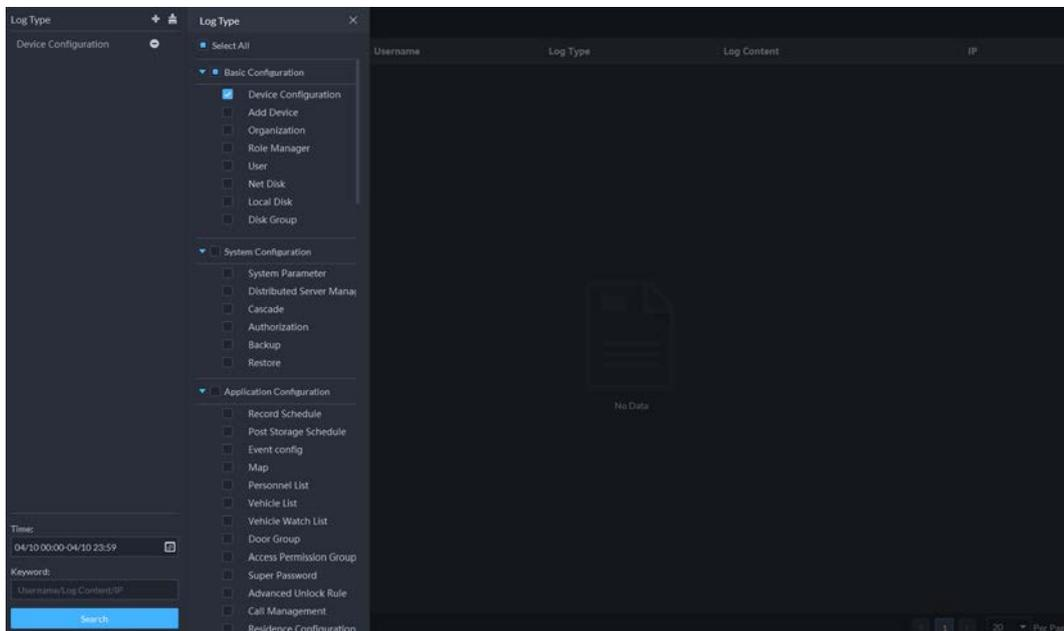 Log Type
Device Configuration
Time:
04/10 00:00-04/10 23:59
Keyword:
Username/Log Content/IP
Search
Log Type
Select All
Basic Configuration
Device Configuration
Add Device
Organization
Role Manager
User
Net Disk
Local Disk
Disk Group
System Configuration
System Parameter
Distributed Server Manag
Cascade
Authorization
Backup
Restore
Application Configuration
Record Schedule
Post Storage Schedule
Event config
Map
Personnel List
Vehicle List
Vehicle Watch List
Door Group
Access Permission Group
Super Password
Advanced Unlock Rule
Call Management
Residence Configuration
Username Log Type Log Content IP
No Data
1 20 Per Pa